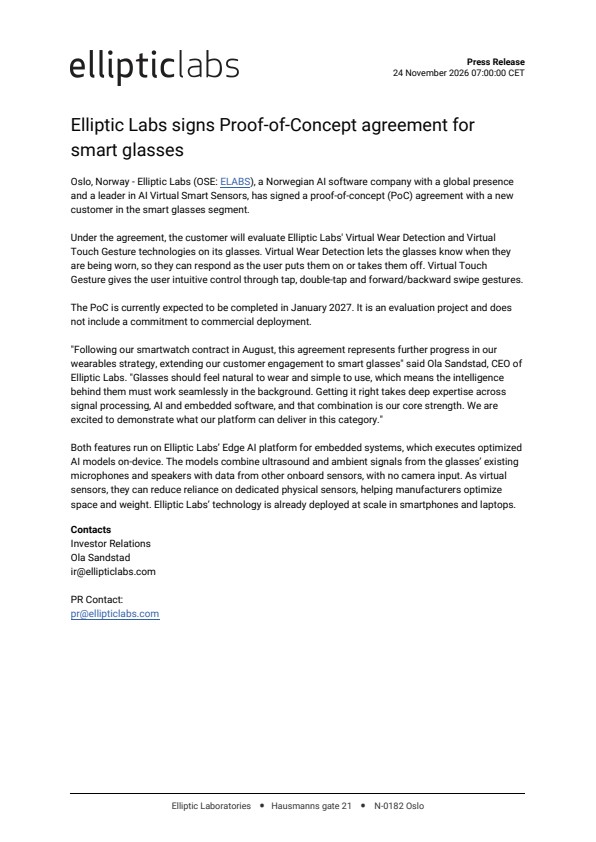 ellipticlabs
Press Release
24 November 2026 07:00:00 CET
Elliptic Labs signs Proof-of-Concept agreement for
smart glasses
Oslo, Norway - Elliptic Labs (OSE: ELABS), a Norwegian AI software company with a global presence
and a leader in AI Virtual Smart Sensors, has signed a proof-of-concept (PoC) agreement with a new
customer in the smart glasses segment.
Under the agreement, the customer will evaluate Elliptic Labs' Virtual Wear Detection and Virtual
Touch Gesture technologies on its glasses. Virtual Wear Detection lets the glasses know when they
are being worn, so they can respond as the user puts them on or takes them off. Virtual Touch
Gesture gives the user intuitive control through tap, double-tap and forward/backward swipe gestures.
The PoC is currently expected to be completed in January 2027. It is an evaluation project and does
not include a commitment to commercial deployment.
"Following our smartwatch contract in August, this agreement represents further progress in our
wearables strategy, extending our customer engagement to smart glasses" said Ola Sandstad, CEO of
Elliptic Labs. "Glasses should feel natural to wear and simple to use, which means the intelligence
behind them must work seamlessly in the background. Getting it right takes deep expertise across
signal processing, AI and embedded software, and that combination is our core strength. We are
excited to demonstrate what our platform can deliver in this category."
Both features run on Elliptic Labs' Edge AI platform for embedded systems, which executes optimized
AI models on-device. The models combine ultrasound and ambient signals from the glasses' existing
microphones and speakers with data from other onboard sensors, with no camera input. As virtual
sensors, they can reduce reliance on dedicated physical sensors, helping manufacturers optimize
space and weight. Elliptic Labs' technology is already deployed at scale in smartphones and laptops.
Contacts
Investor Relations
Ola Sandstad
ir@ellipticlabs.com
PR Contact:
pr@ellipticlabs.com
Elliptic Laboratories • Hausmanns gate 21 • N-0182 Oslo